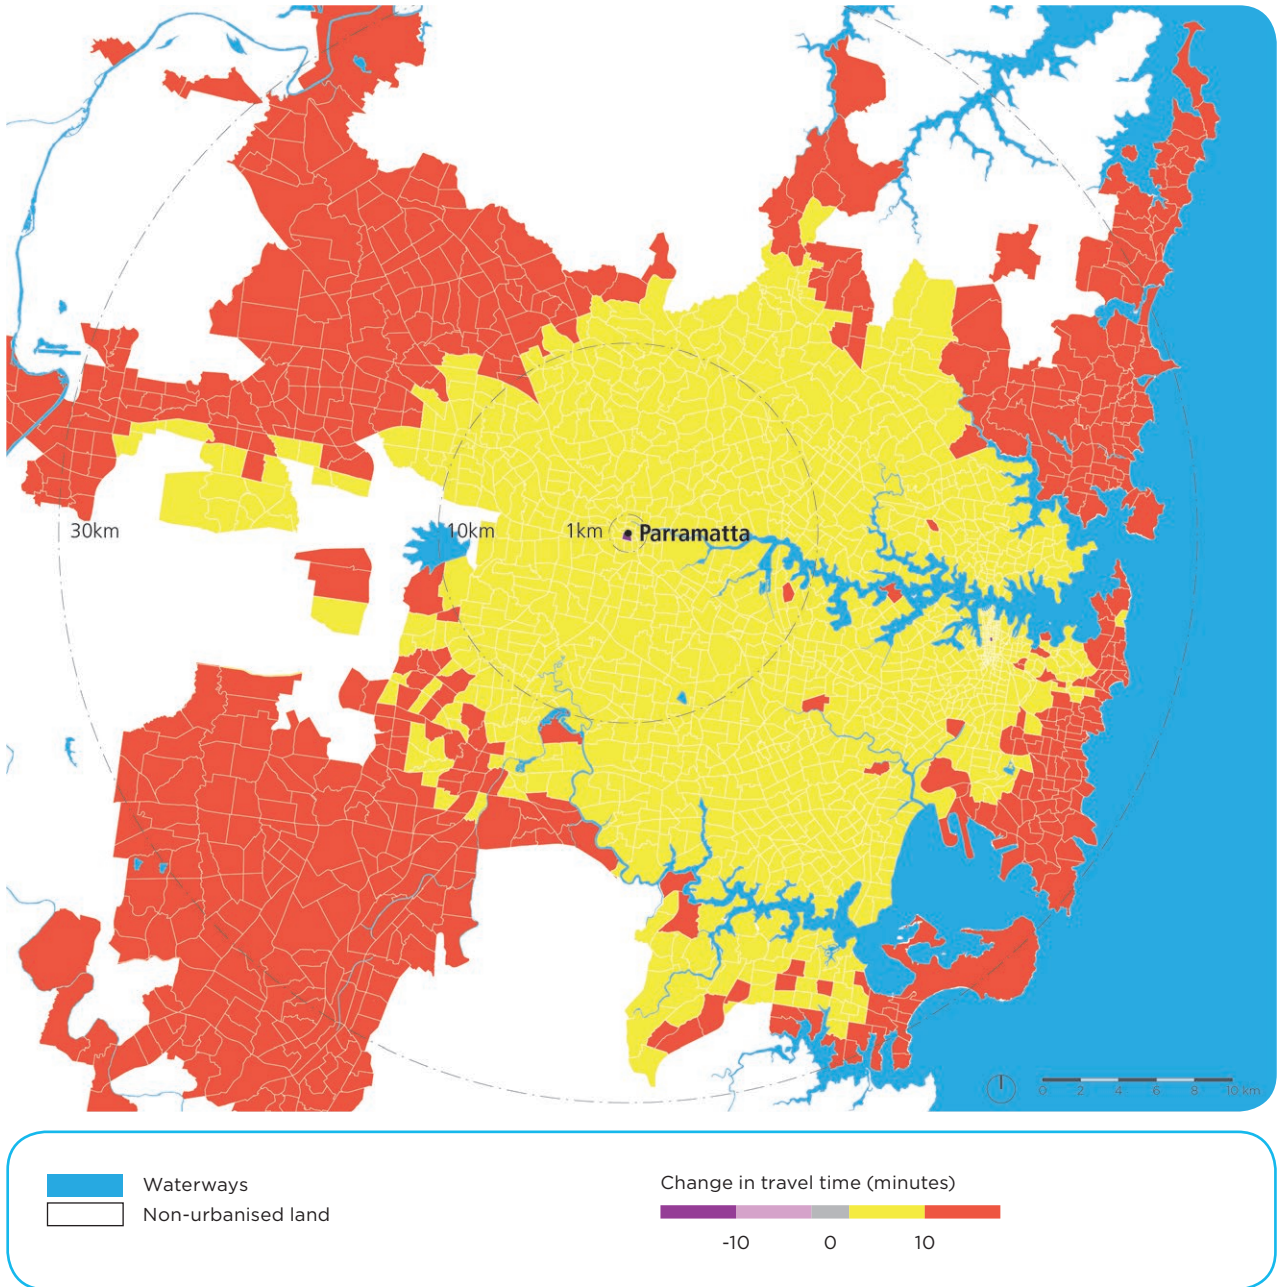 30km
10km
1km
Parramatta
0 2 4 6 8 10 km
Waterways
Non-urbanised land
Change in travel time (minutes)
-10 0 10